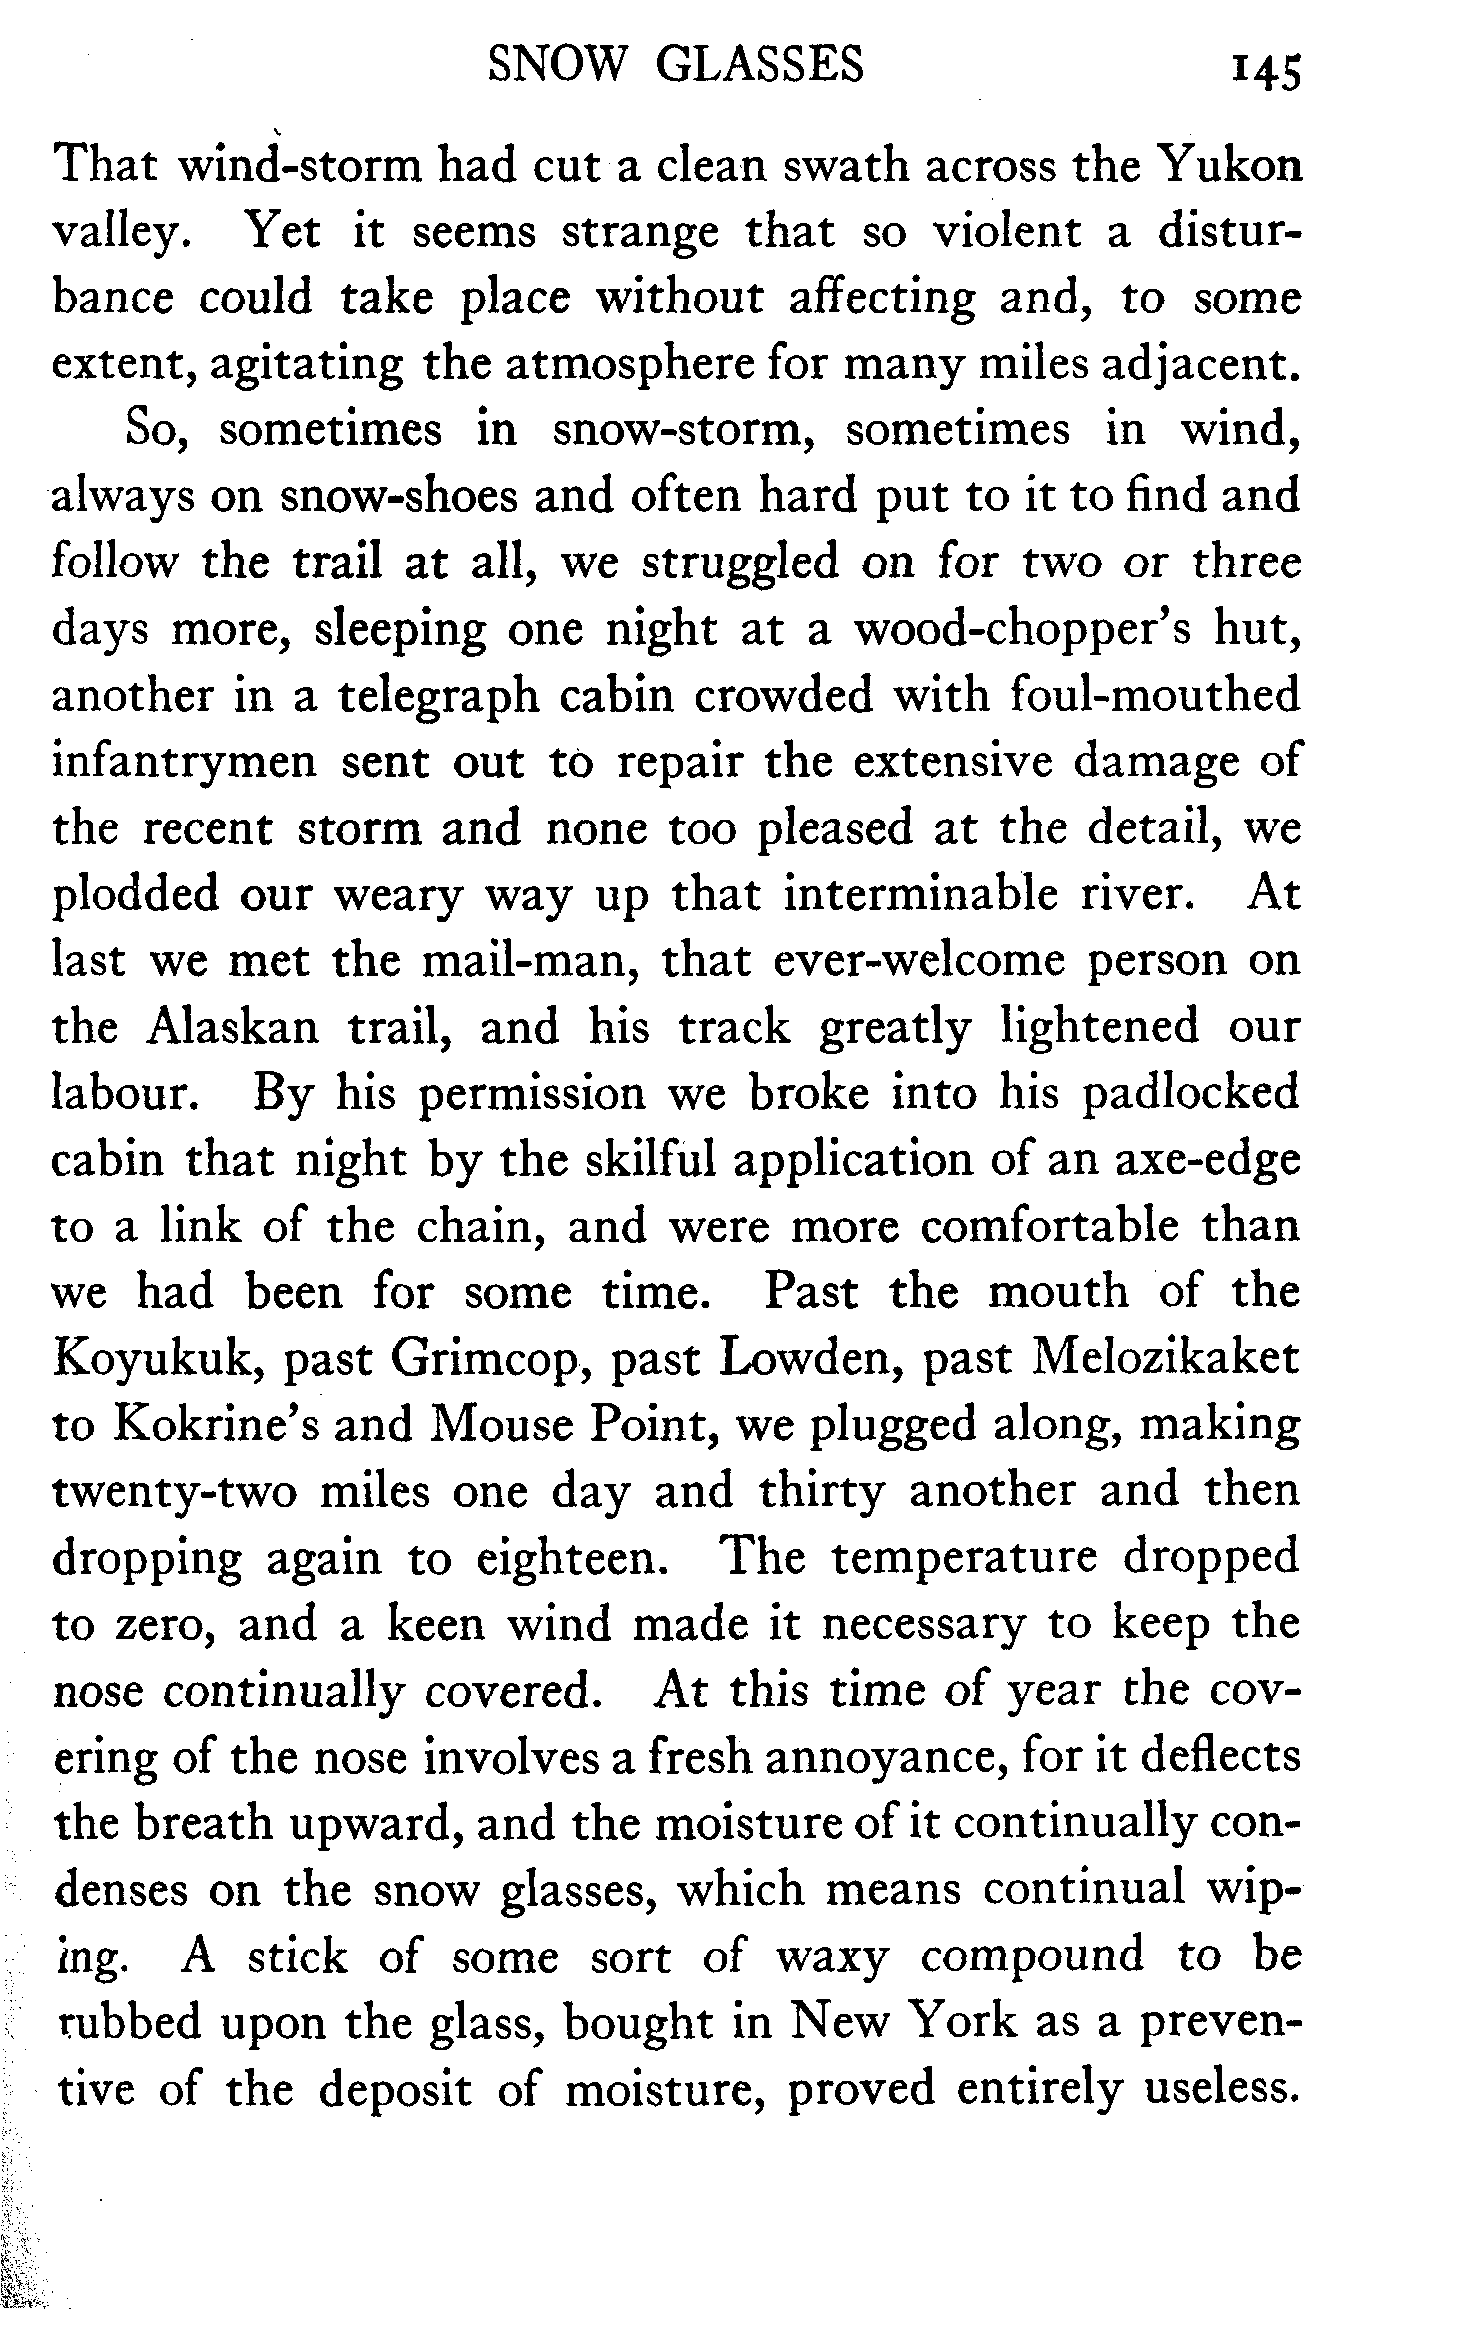 SNOW GLASSES 145
That wind-storm had cut a clean swath across the Yukon
valley. Yet it seems strange that so violent a distur-
bance could take place without affecting and, to some
extent, agitating the atmosphere for many miles adjacent.
So, sometimes in snow-storm, sometimes in wind,
always on snow-shoes and often hard put to it to find and
follow the trail at all, we struggled on for two or three
days more, sleeping one night at a wood-chopper's hut,
another in a telegraph cabin crowded with foul-mouthed
infantrymen sent out to repair the extensive damage of
the recent storm and none too pleased at the detail, we
plodded our weary way up that interminable river. At
last we met the mail-man, that ever-welcome person on
the Alaskan trail, and his track greatly lightened our
labour. By his permission we broke into his padlocked
cabin that night by the skilful application of an axe-edge
to a link of the chain, and were more comfortable than
we had been for some time. Past the mouth of the
Koyukuk, past Grimcop, past Lowden, past Melozikaket
to Kokrine's and Mouse Point, we plugged along, making
twenty-two miles one day and thirty another and then
dropping again to eighteen. The temperature dropped
to zero, and a keen wind made it necessary to keep the
nose continually covered. At this time of year the cov-
ering of the nose involves a fresh annoyance, for it deflects
the breath upward, and the moisture of it continually con-
denses on the snow glasses, which means continual wip-
ing. A stick of some sort of waxy compound to be
rubbed upon the glass, bought in New York as a preven-
tive of the deposit of moisture, proved entirely useless.